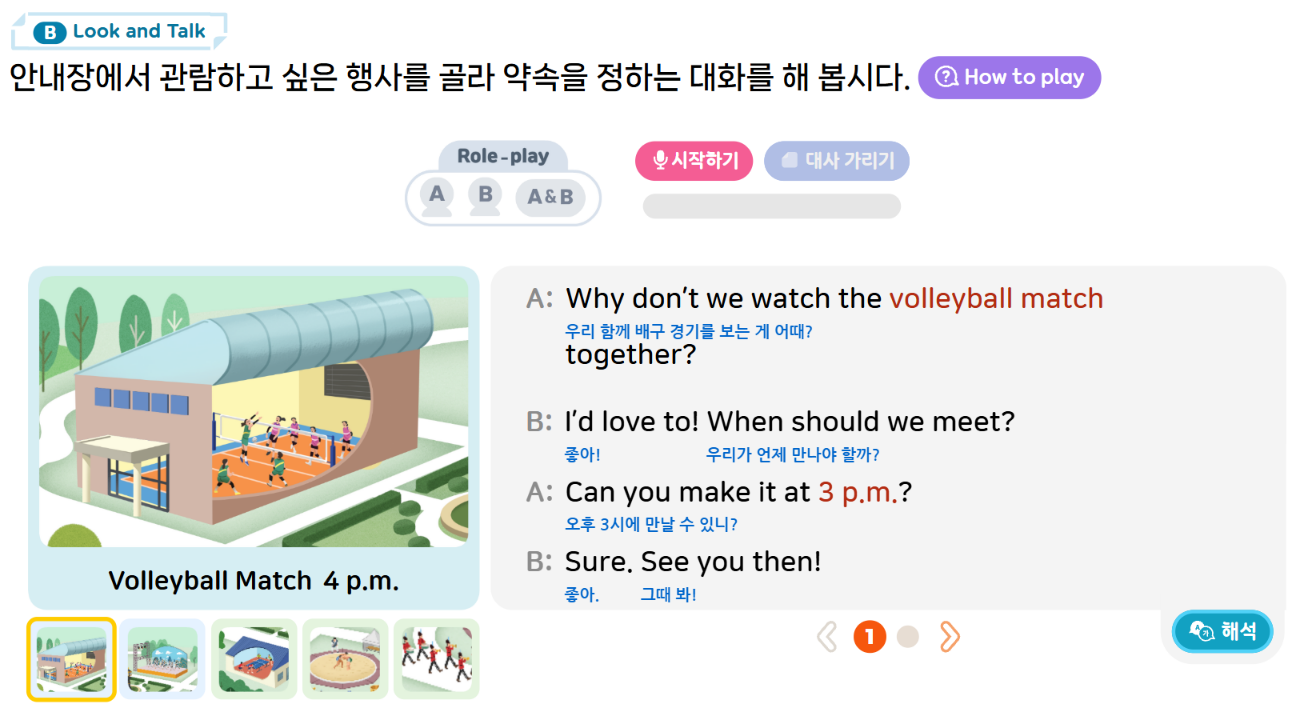 B Look and Talk
안내장에서 관람하고 싶은 행사를 골라 약속을 정하는 대화를 해 봅시다. How to play
Role-play
A B A&B
시작하기 대사 가리기
A: Why don't we watch the volleyball match
우리 함께 배구 경기를 보는 게 어때?
together?
B: I'd love to! When should we meet?
좋아! 우리가 언제 만나야 할까?
A: Can you make it at 3 p.m.?
오후 3시에 만날 수 있니?
B: Sure. See you then!
좋아. 그때 봐!
Volleyball Match 4 p.m.
1
해석